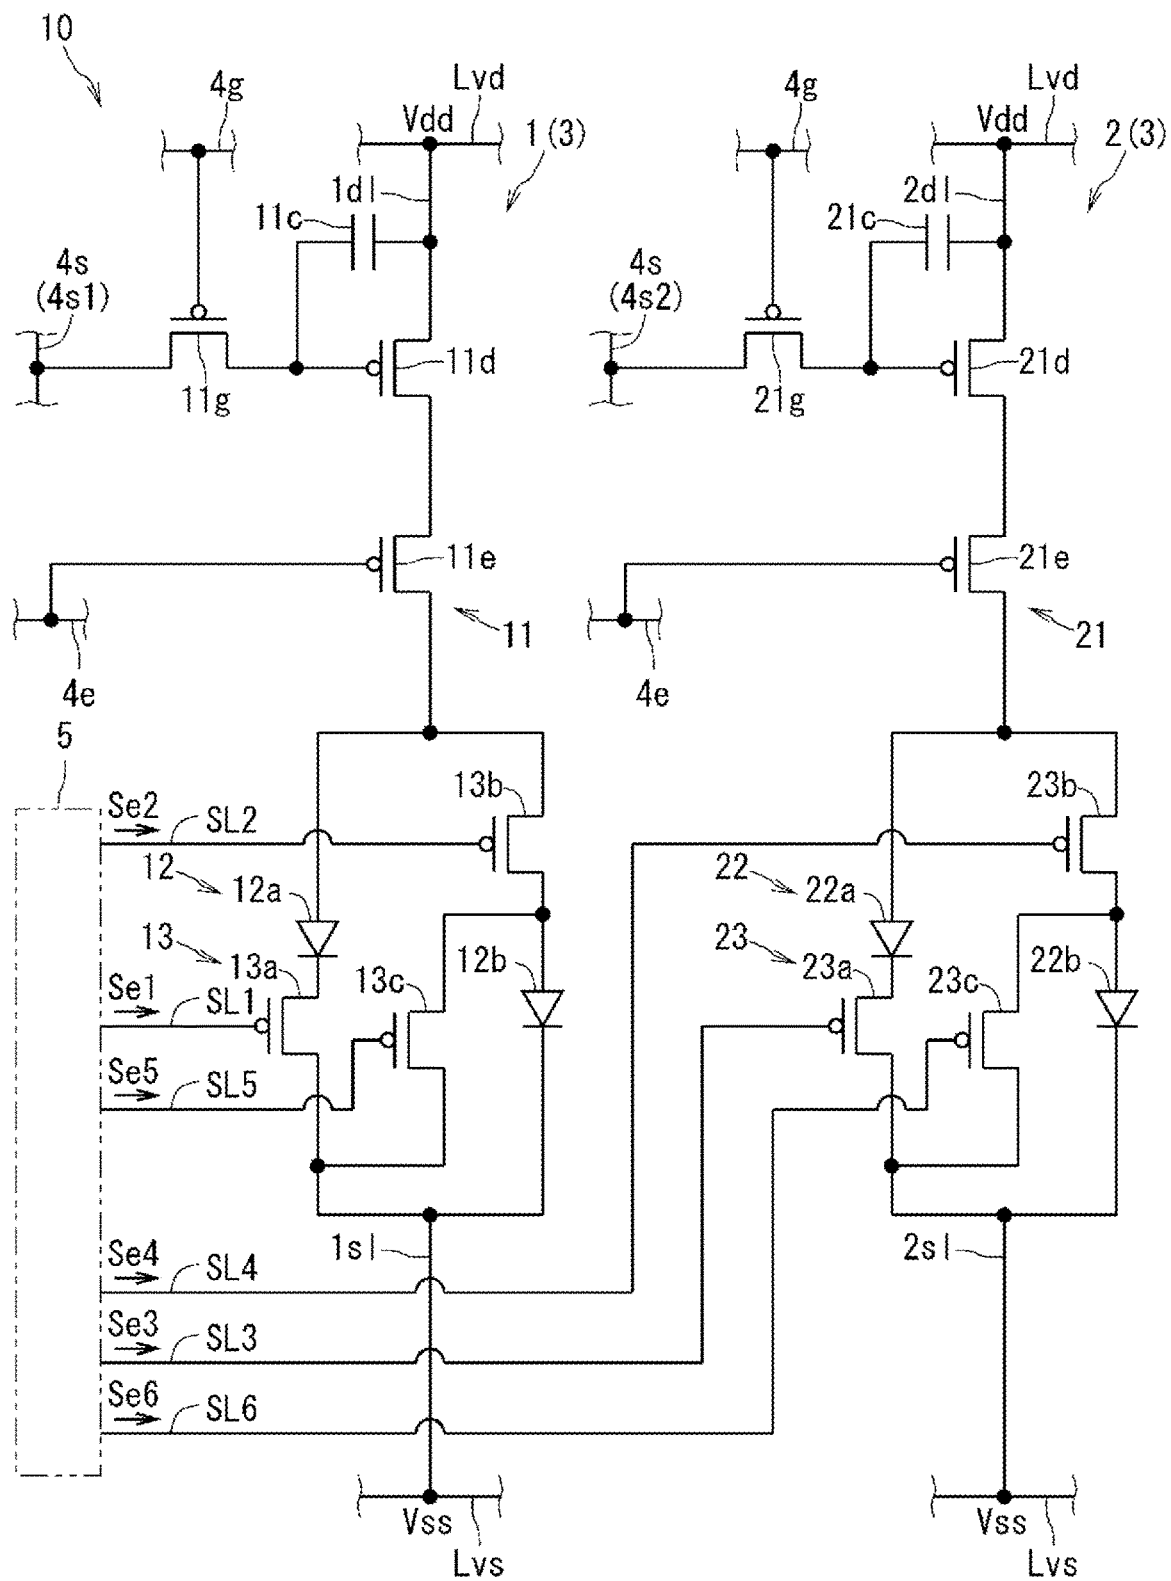 10
4g
Lvd
4g
Lvd
Vdd
1(3)
Vdd
2(3)
1dl
2dl
11c
21c
4s
(4s1)
4s
(4s2)
11d
21d
11g
21g
11e
21e
11
21
4e
4e
5
13b
23b
Se2
SL2
12
12a
22
22a
13
13a
13c
12b
23
23a
23c
22b
Se1
SL1
Se5
SL5
1sl
2sl
Se4
SL4
Se3
SL3
Se6
SL6
Vss
Vss
Lvs
Lvs